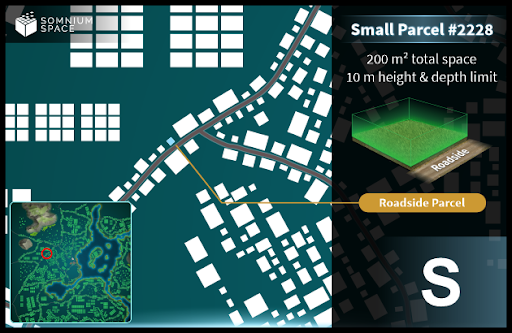 SOMNIUM
SPACE
Small Parcel #2228
200 m² total space
10 m height & depth limit
Roadside
Roadside Parcel
S